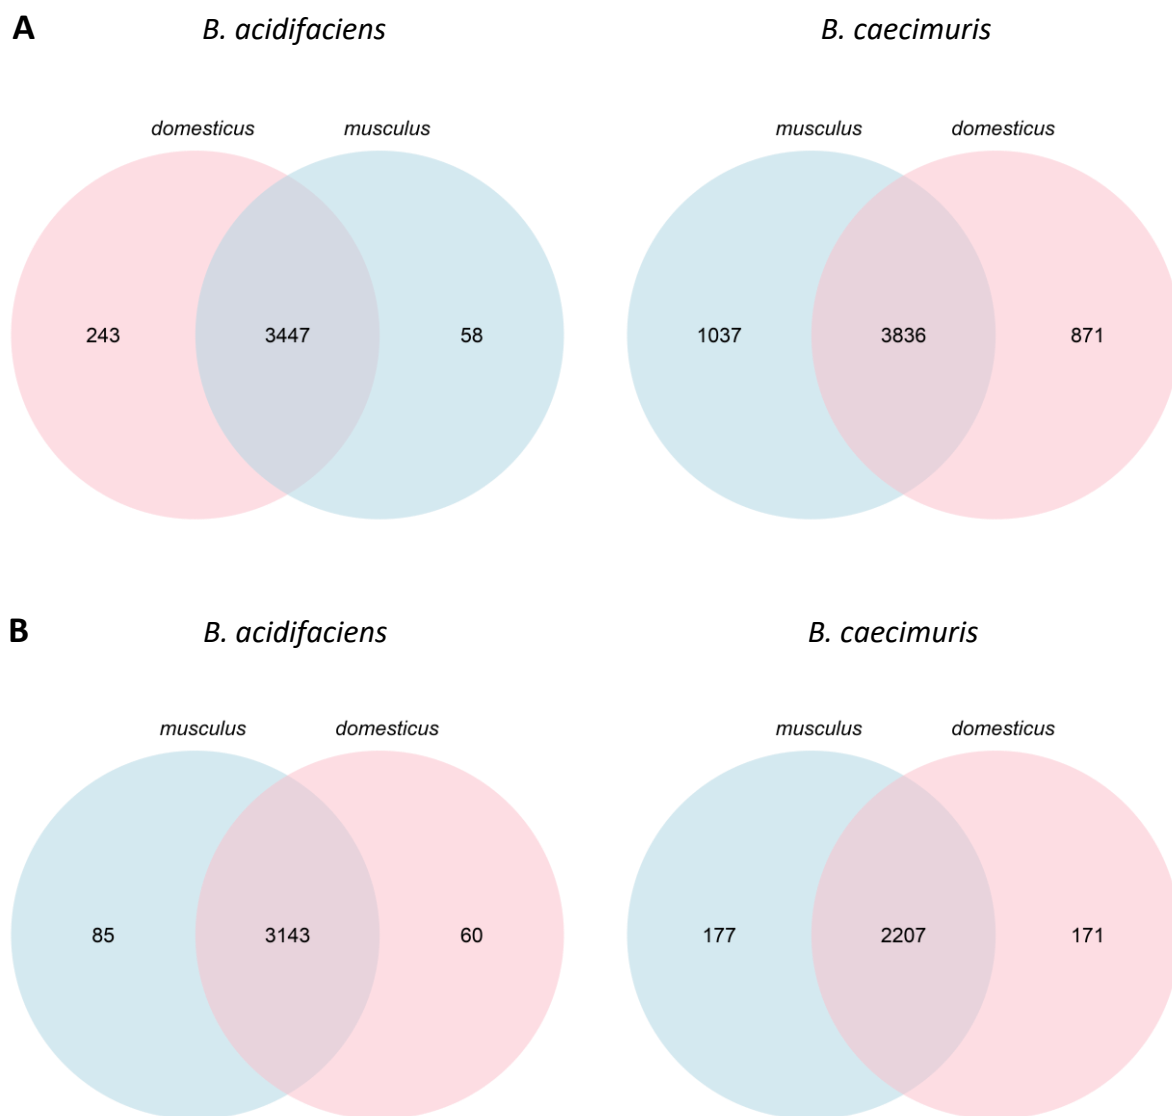 A
B. acidifaciens
B. caecimuris
domesticus musculus
musculus domesticus
243 3447 58
1037 3836 871
B
B. acidifaciens
B. caecimuris
musculus domesticus
musculus domesticus
85 3143 60
177 2207 171